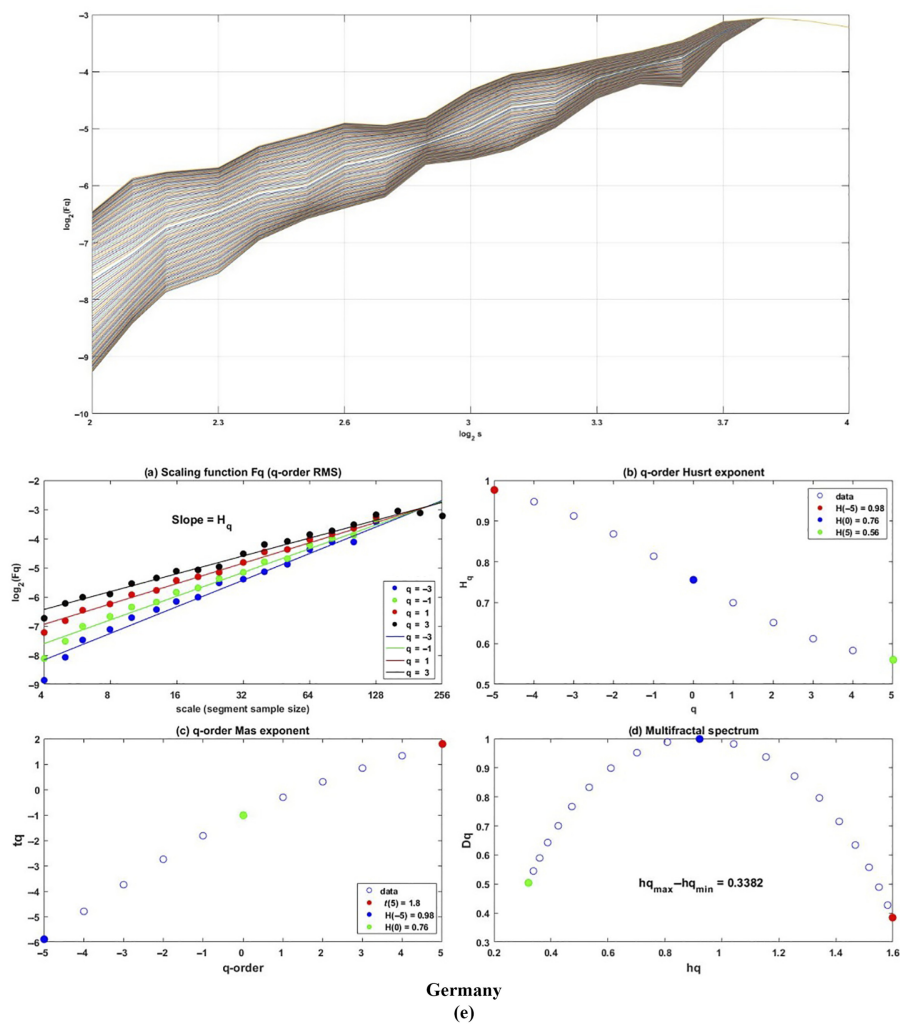 –3
–4
–5
–6
–7
–8
–9
–10
log2(Fq)
2 2.3 2.6 3 3.3 3.7 4
log2 s
(a) Scaling function Fq (q-order RMS)
–2
–3
–4
–5
–6
–7
–8
–9
log2(Fq)
Slope = Hq
q = –3
q = –1
q = 1
q = 3
q = –3
q = –1
q = 1
q = 3
4 8 16 32 64 128 256
scale (segment sample size)
(b) q-order Husrt exponent
1
0.9
0.8
0.7
0.6
0.5
Hq
data
H(–5) = 0.98
H(0) = 0.76
H(5) = 0.56
–5 –4 –3 –2 –1 0 1 2 3 4 5
q
(c) q-order Mas exponent
2
1
0
–1
–2
–3
–4
–5
–6
tq
data
t(5) = 1.8
H(–5) = 0.98
H(0) = 0.76
–5 –4 –3 –2 –1 0 1 2 3 4 5
q-order
(d) Multifractal spectrum
1
0.9
0.8
0.7
0.6
0.5
0.4
0.3
Dq
hqmax–hqmin = 0.3382
0.2 0.4 0.6 0.8 1 1.2 1.4 1.6
hq
Germany
(e)